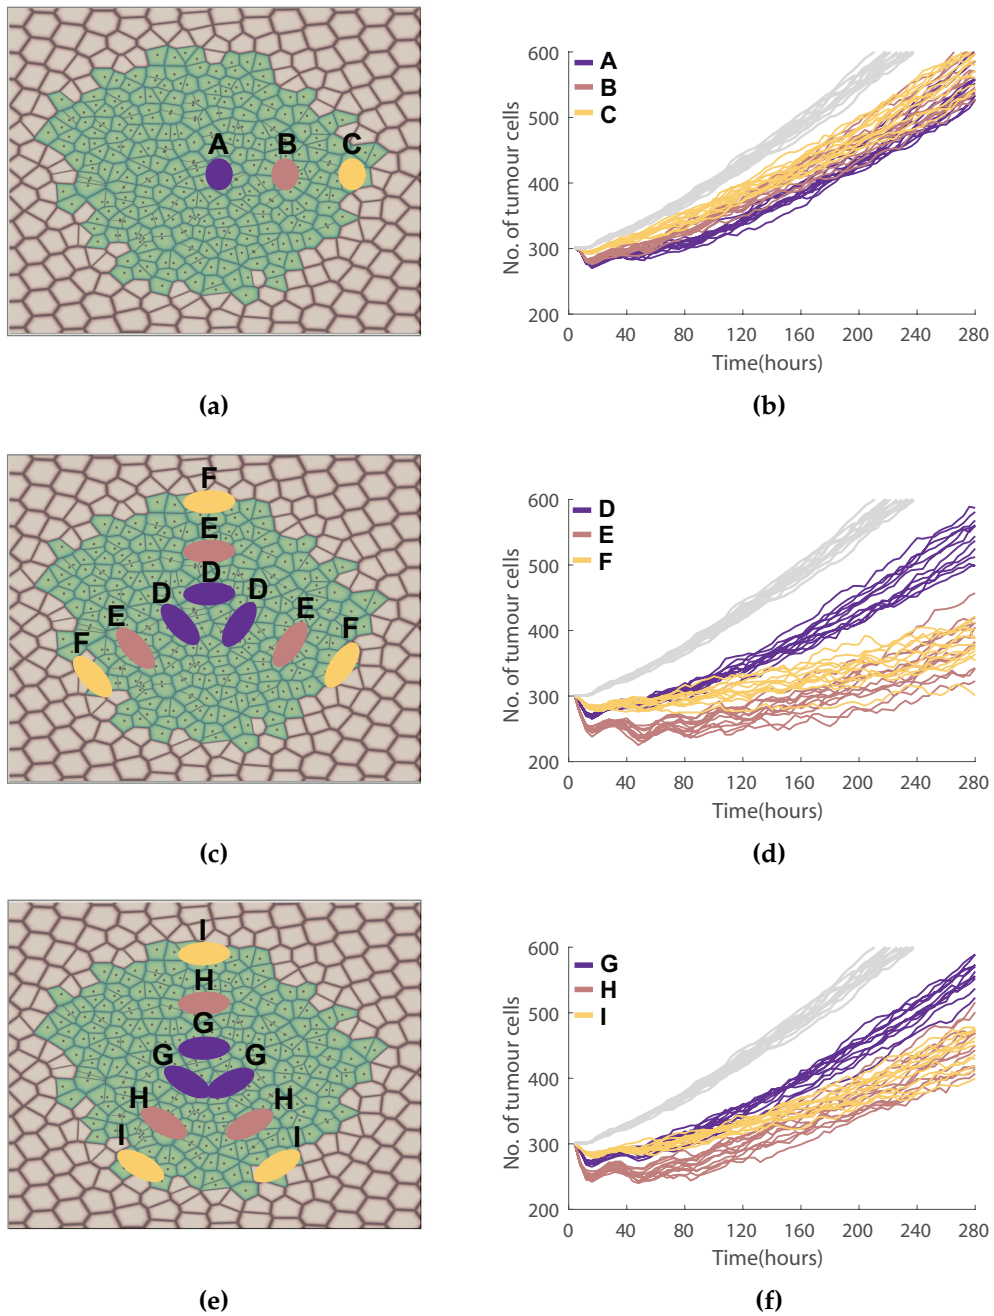 A B C
(a)
No. of tumour cells
600
500
400
300
200
A
B
C
0 40 80 120 160 200 240 280
Time(hours)
(b)
F
E
D
D D
E E
F F
(c)
No. of tumour cells
600
500
400
300
200
D
E
F
0 40 80 120 160 200 240 280
Time(hours)
(d)
I
H
G
G G
H H
I I
(e)
No. of tumour cells
600
500
400
300
200
G
H
I
0 40 80 120 160 200 240 280
Time(hours)
(f)